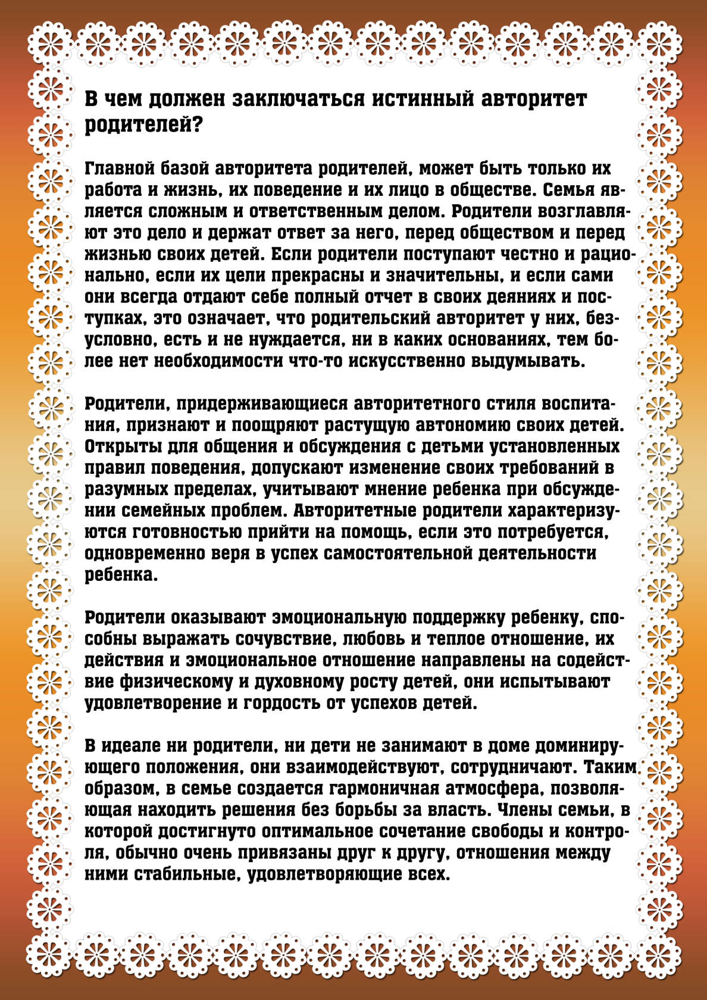 В чем должен заключаться истинный авторитет
родителей?
Главной базой авторитета родителей, может быть только их
работа и жизнь, их поведение и их лицо в обществе. Семья яв-
ляется сложным и ответственным делом. Родители возглавля-
ют это дело и держат ответ за него, перед обществом и перед
жизнью своих детей. Если родители поступают честно и рацио-
нально, если их цели прекрасны и значительны, и если сами
они всегда отдают себе полный отчет в своих деяниях и пос-
тупках, это означает, что родительский авторитет у них, без-
условно, есть и не нуждается, ни в каких основаниях, тем бо-
лее нет необходимости что-то искусственно выдумывать.
Родители, придерживающиеся авторитетного стиля воспита-
ния, признают и поощряют растущую автономию своих детей.
Открыты для общения и обсуждения с детьми установленных
правил поведения, допускают изменение своих требований в
разумных пределах, учитывают мнение ребенка при обсужде-
нии семейных проблем. Авторитетные родители характеризу-
ются готовностью прийти на помощь, если это потребуется,
одновременно веря в успех самостоятельной деятельности
ребенка.
Родители оказывают эмоциональную поддержку ребенку, спо-
собны выражать сочувствие, любовь и теплое отношение, их
действия и эмоциональное отношение направлены на содейст-
вие физическому и духовному росту детей, они испытывают
удовлетворение и гордость от успехов детей.
В идеале ни родители, ни дети не занимают в доме доминиру-
ющего положения, они взаимодействуют, сотрудничают. Таким
образом, в семье создается гармоничная атмосфера, позволя-
ющая находить решения без борьбы за власть. Члены семьи, в
которой достигнуто оптимальное сочетание свободы и контро-
ля, обычно очень привязаны друг к другу, отношения между
ними стабильные, удовлетворяющие всех.